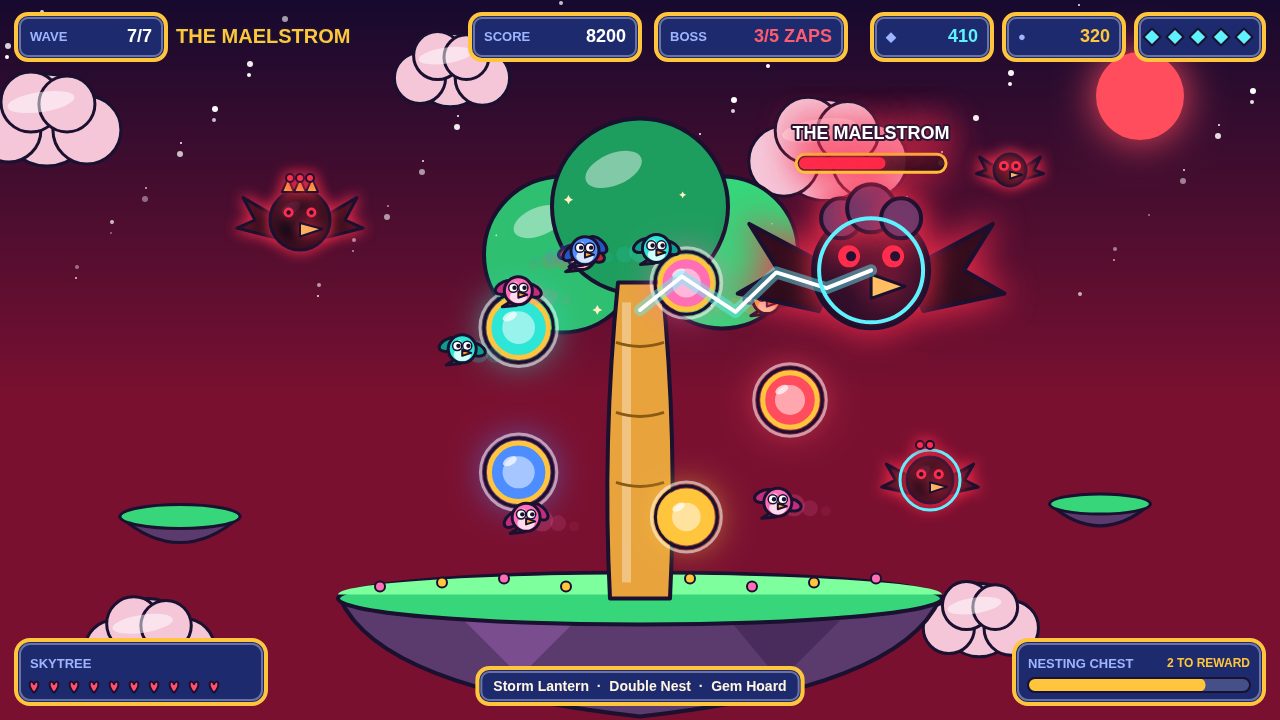 WAVE 7/7 THE MAELSTROM SCORE 8200 BOSS 3/5 ZAPS 410 320
THE MAELSTROM
SKYTREE
NESTING CHEST 2 TO REWARD
Storm Lantern · Double Nest · Gem Hoard